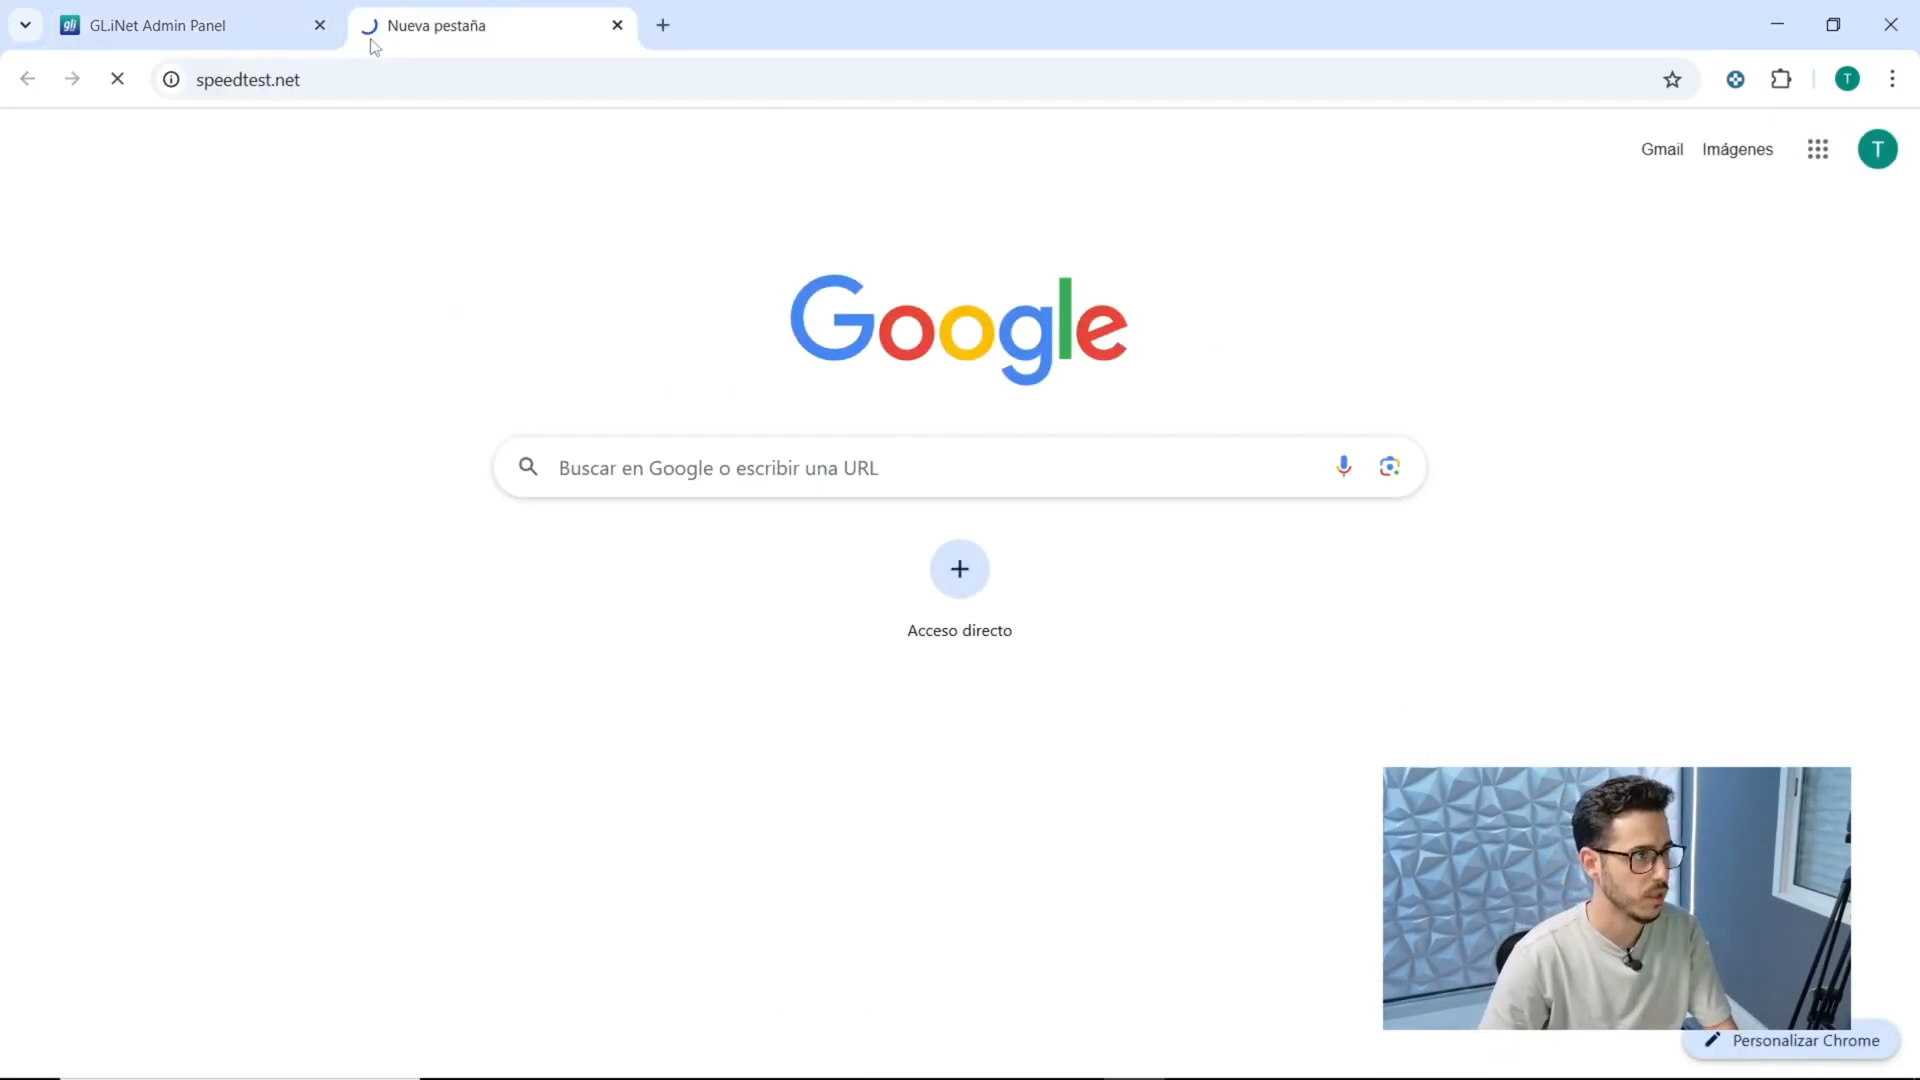 gli GL.iNet Admin Panel
Nueva pestaña
speedtest.net
T
Gmail Imágenes T
Google
Buscar en Google o escribir una URL
Acceso directo
Personalizar Chrome